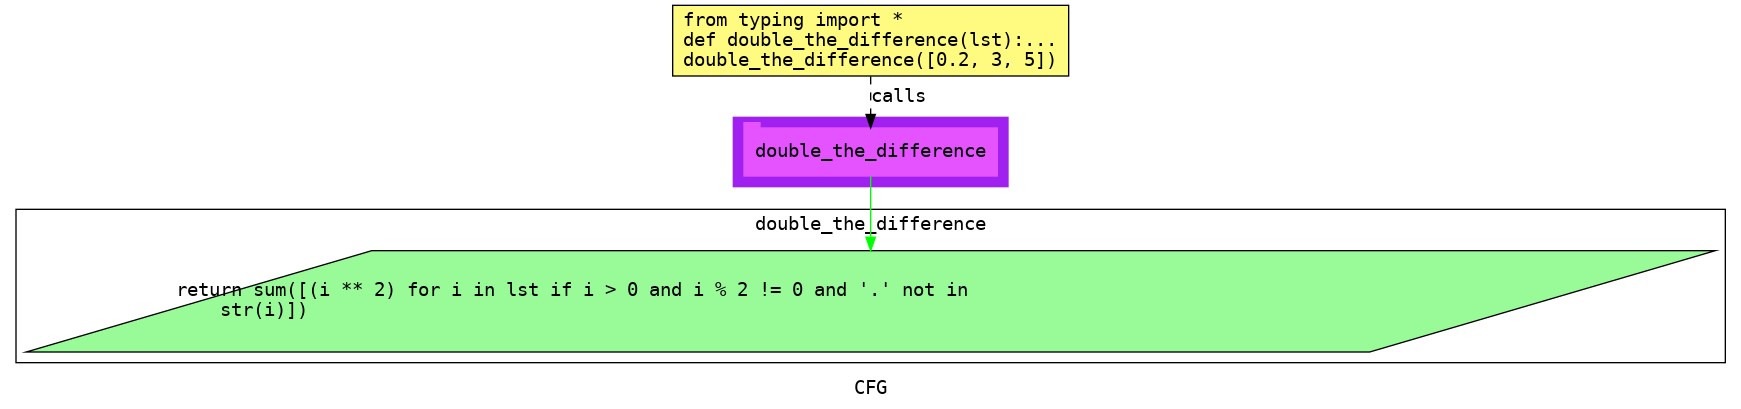 from typing import *
def double_the_difference(lst):...
double_the_difference([0.2, 3, 5])
calls
double_the_difference
double_the_difference
return sum([(i ** 2) for i in lst if i > 0 and i % 2 != 0 and '.' not in
    str(i)])
CFG